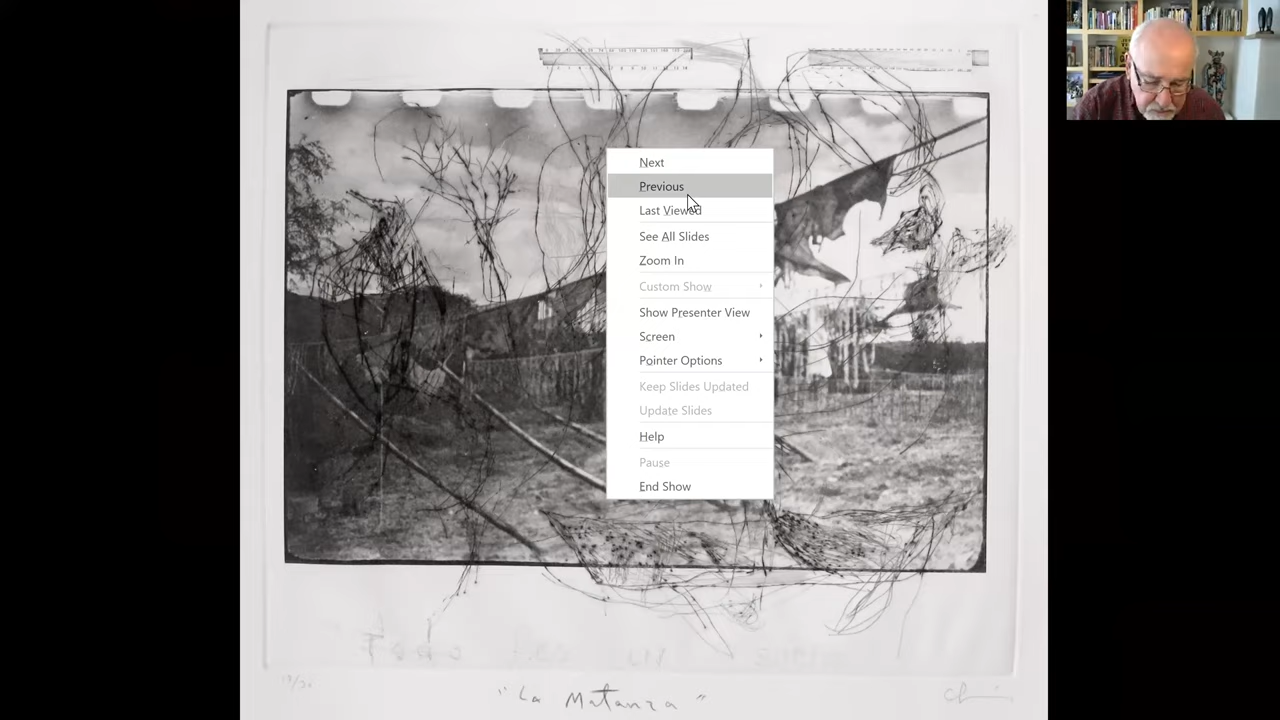 Next
Previous
Last Viewed
See All Slides
Zoom In
Custom Show
Show Presenter View
Screen
Pointer Options
Keep Slides Updated
Update Slides
Help
Pause
End Show
"La Matanza"